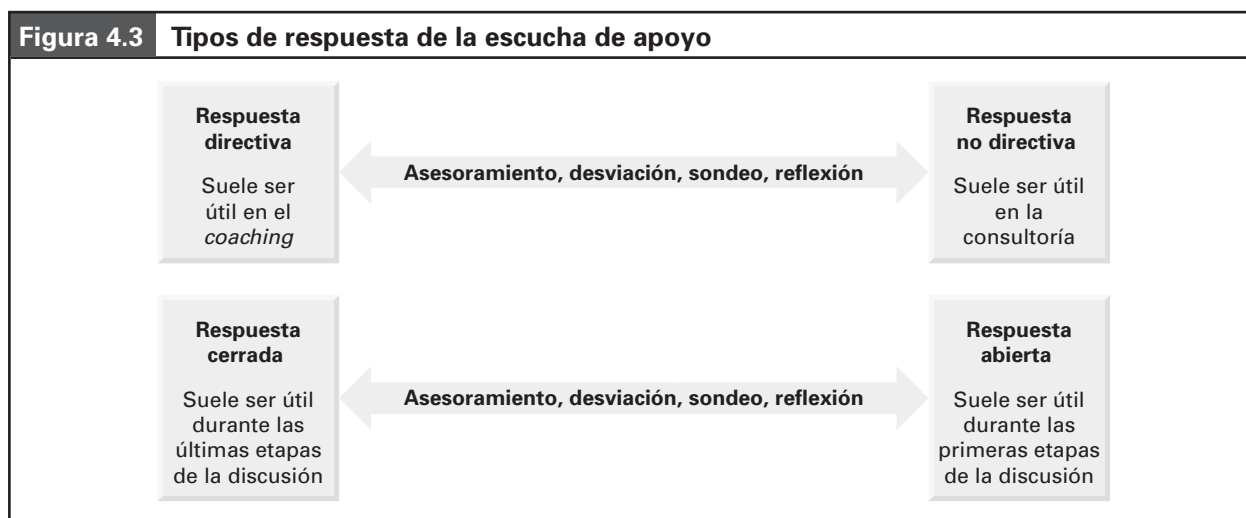 Figura 4.3 Tipos de respuesta de la escucha de apoyo
Respuesta
directiva
Suele ser
útil en el
coaching
Asesoramiento, desviación, sondeo, reflexión
Respuesta
no directiva
Suele ser útil
en la
consultoría
Respuesta
cerrada
Suele ser útil
durante las
últimas etapas
de la discusión
Asesoramiento, desviación, sondeo, reflexión
Respuesta
abierta
Suele ser útil
durante las
primeras etapas
de la discusión